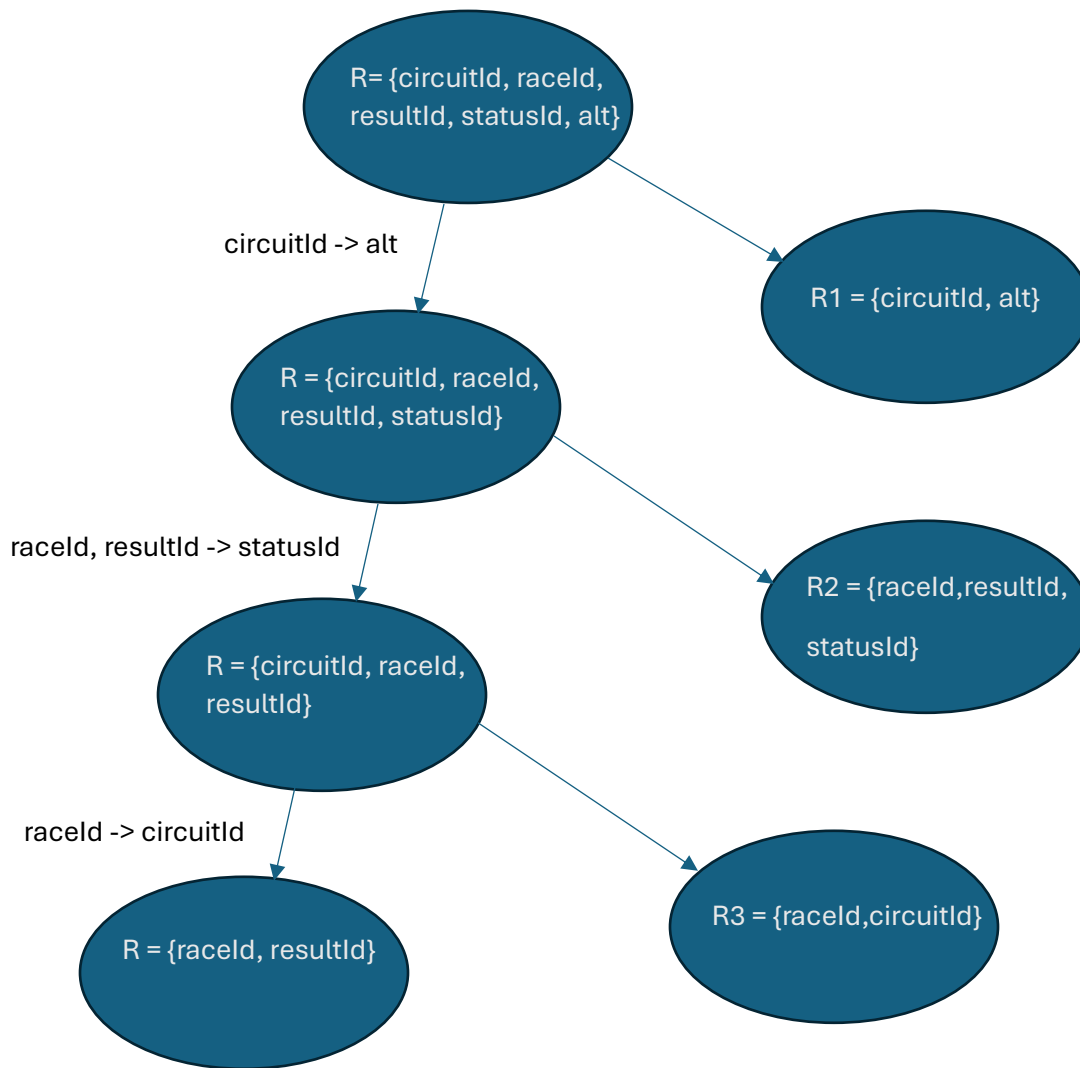 R= {circuitId, raceId,
resultId, statusId, alt}
circuitId -> alt
R1 = {circuitId, alt}
R = {circuitId, raceId,
resultId, statusId}
raceId, resultId -> statusId
R2 = {raceId,resultId,
statusId}
R = {circuitId, raceId,
resultId}
raceId -> circuitId
R3 = {raceId,circuitId}
R = {raceId, resultId}